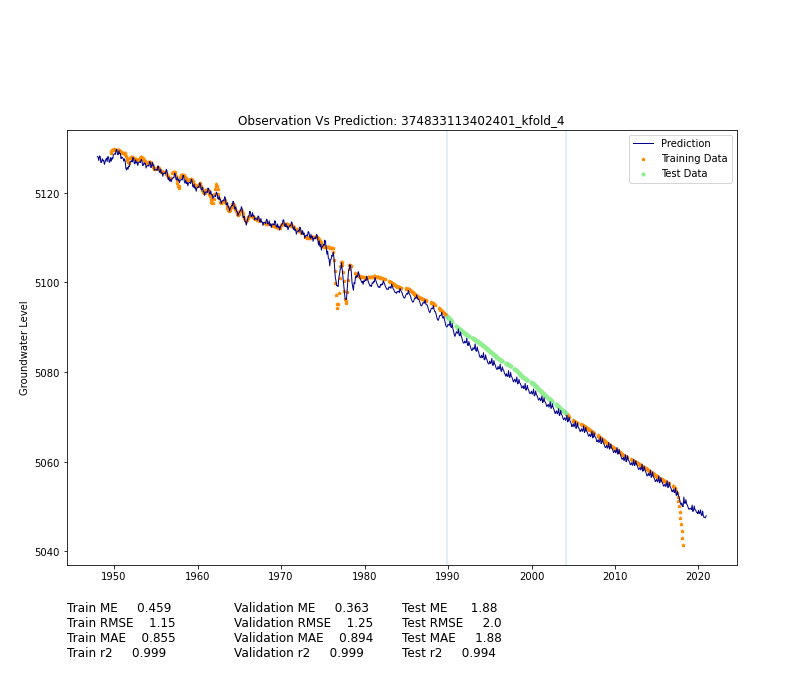 Observation Vs Prediction: 374833113402401_kfold_4
Prediction
Training Data
Test Data
Groundwater Level
5120
5100
5080
5060
5040
1950 1960 1970 1980 1990 2000 2010 2020
Train ME 0.459 Validation ME 0.363 Test ME 1.88
Train RMSE 1.15 Validation RMSE 1.25 Test RMSE 2.0
Train MAE 0.855 Validation MAE 0.894 Test MAE 1.88
Train r2 0.999 Validation r2 0.999 Test r2 0.994